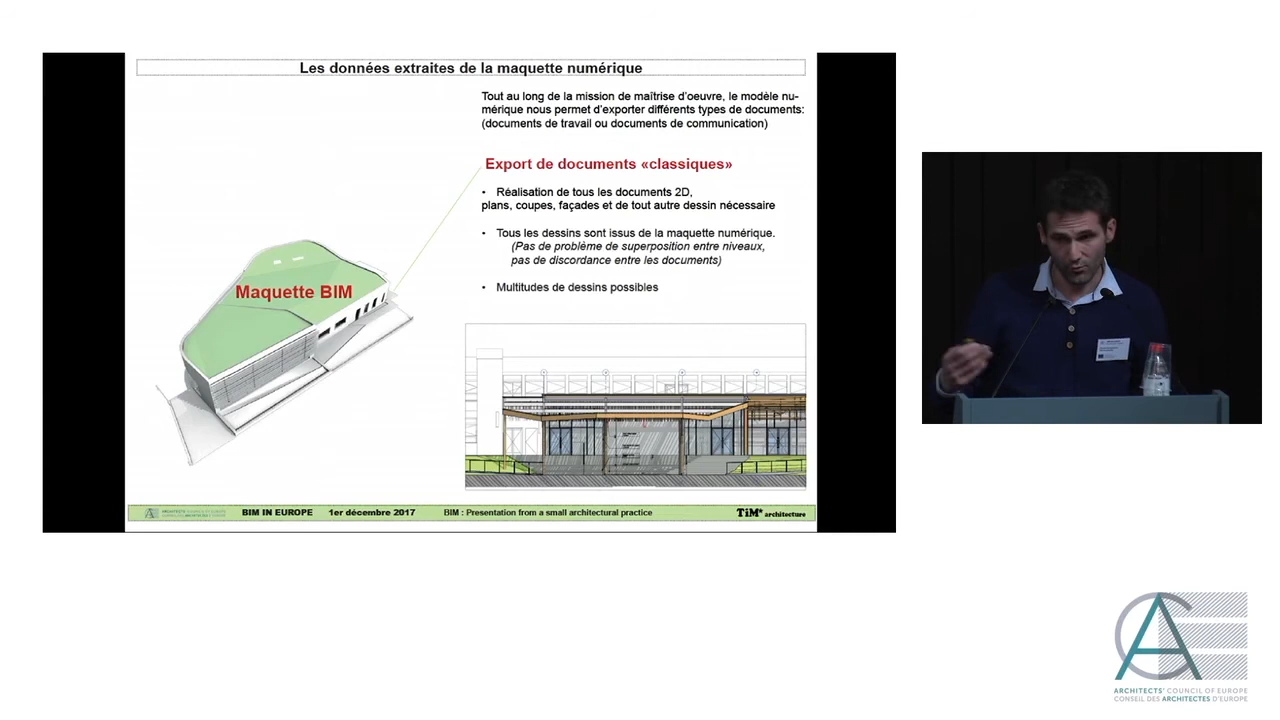 Les données extraites de la maquette numérique
Tout au long de la mission de maîtrise d'oeuvre, le modèle nu-
mérique nous permet d'exporter différents types de documents:
(documents de travail ou documents de communication)
Export de documents «classiques»
• Réalisation de tous les documents 2D,
plans, coupes, façades et de tout autre dessin nécessaire
• Tous les dessins sont issus de la maquette numérique.
(Pas de problème de superposition entre niveaux,
pas de discordance entre les documents)
• Multitudes de dessins possibles
Maquette BIM
BIM IN EUROPE 1er décembre 2017 BIM : Presentation from a small architectural practice TiM* architecture
ACE
ARCHITECTS' COUNCIL OF EUROPE
CONSEIL DES ARCHITECTES D'EUROPE